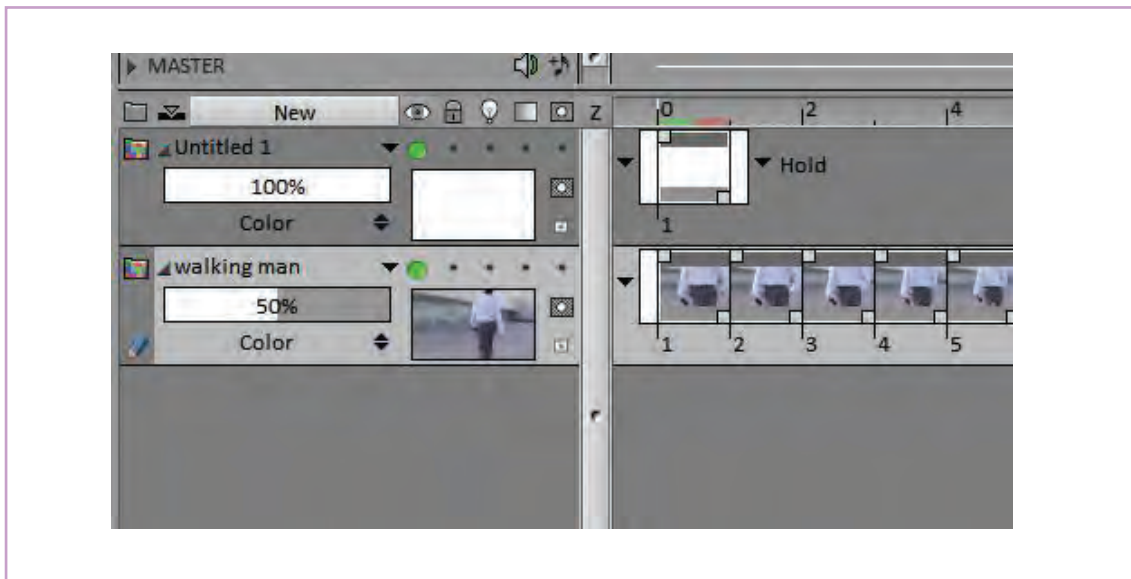 MASTER
New Z 0 2 4
Untitled 1
100% Hold
Color 1
walking man
50%
Color 1 2 3 4 5